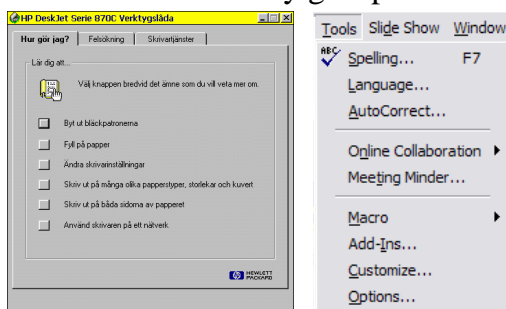 HP DeskJet Serie 870C Verktygslåda
Hur gör jag? Felsökning Skrivartjänster
Lär dig att...
Välj knappen bredvid det ämne som du vill veta mer om.
Byt ut bläckpatronerna
Fyll på papper
Ändra skrivarinställningar
Skriv ut på många olika papperstyper, storlekar och kuvert
Skriv ut på båda sidorna av papperet
Använd skrivaren på ett nätverk
hp HEWLETT
PACKARD
Tools Slide Show Window
ABC Spelling... F7
Language...
AutoCorrect...
Online Collaboration
Meeting Minder...
Macro
Add-Ins...
Customize...
Options...